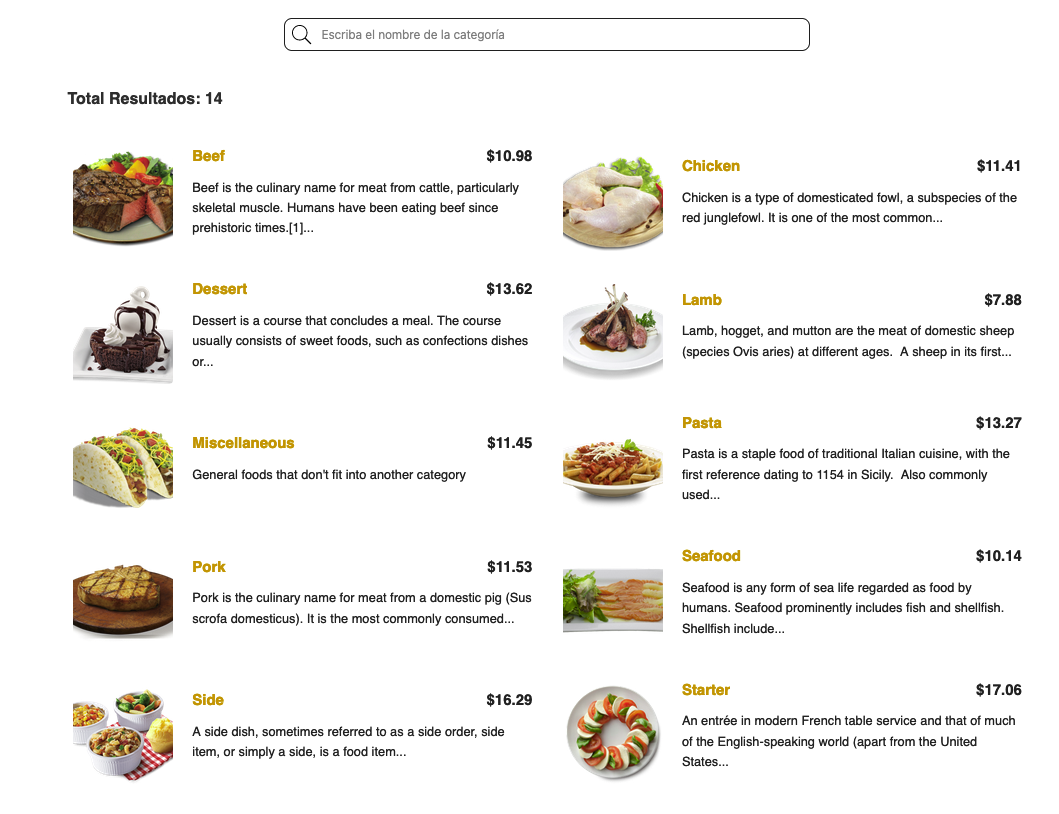 Escriba el nombre de la categoría
Total Resultados: 14
Beef $10.98
Beef is the culinary name for meat from cattle, particularly
skeletal muscle. Humans have been eating beef since
prehistoric times.[1]...
Chicken $11.41
Chicken is a type of domesticated fowl, a subspecies of the
red junglefowl. It is one of the most common...
Dessert $13.62
Dessert is a course that concludes a meal. The course
usually consists of sweet foods, such as confections dishes
or...
Lamb $7.88
Lamb, hogget, and mutton are the meat of domestic sheep
(species Ovis aries) at different ages.  A sheep in its first...
Miscellaneous $11.45
General foods that don't fit into another category
Pasta $13.27
Pasta is a staple food of traditional Italian cuisine, with the
first reference dating to 1154 in Sicily.  Also commonly
used...
Pork $11.53
Pork is the culinary name for meat from a domestic pig (Sus
scrofa domesticus). It is the most commonly consumed...
Seafood $10.14
Seafood is any form of sea life regarded as food by
humans. Seafood prominently includes fish and shellfish.
Shellfish include...
Side $16.29
A side dish, sometimes referred to as a side order, side
item, or simply a side, is a food item...
Starter $17.06
An entrée in modern French table service and that of much
of the English-speaking world (apart from the United
States...